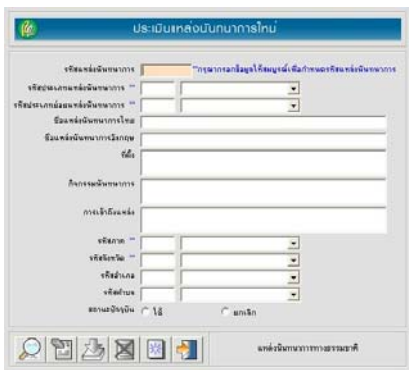 ประเมินแหล่งนันทนาการใหม่
รหัสแหล่งนันทนาการ **กรุณากรอกข้อมูลให้สมบูรณ์เพื่อกำหนดรหัสแหล่งนันทนาการ
รหัสประเภทแหล่งนันทนาการ **
รหัสประเภทย่อยแหล่งนันทนาการ **
ชื่อแหล่งนันทนาการไทย
ชื่อแหล่งนันทนาการอังกฤษ
ที่ตั้ง
กิจกรรมนันทนาการ
การเข้าถึงแหล่ง
รหัสภาค **
รหัสจังหวัด **
รหัสอำเภอ
รหัสตำบล
สถานะปัจจุบัน ใช้ ยกเลิก
แหล่งนันทนาการทางธรรมชาติ